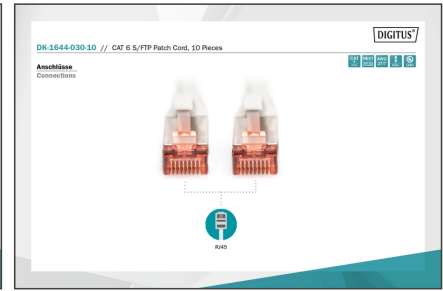 DIGITUS®
DK-1644-030-10 // CAT 6 S/FTP Patch Cord, 10 Pieces
Anschlüsse
Connections
RJ45